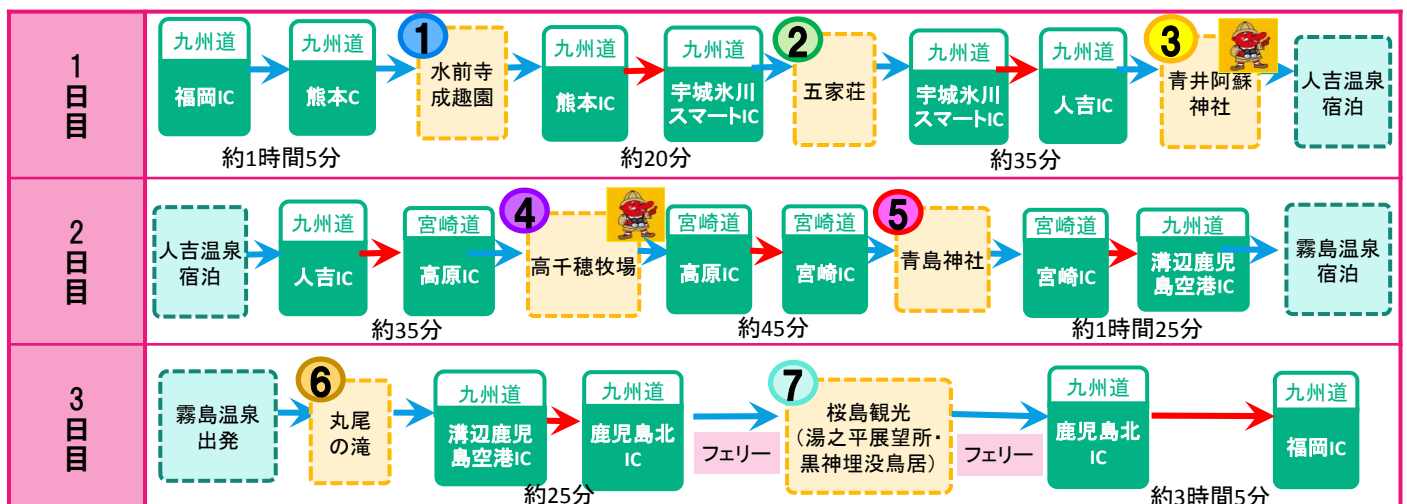 1
日
目
九州道
福岡IC
九州道
熊本C
約1時間5分
1
水前寺
成趣園
九州道
熊本IC
九州道
宇城氷川
スマートIC
約20分
2
五家荘
九州道
宇城氷川
スマートIC
九州道
人吉IC
約35分
3
青井阿蘇
神社
人吉温泉
宿泊
2
日
目
人吉温泉
宿泊
九州道
人吉IC
宮崎道
高原IC
約35分
4
高千穂牧場
宮崎道
高原IC
宮崎道
宮崎IC
約45分
5
青島神社
宮崎道
宮崎IC
九州道
溝辺鹿児
島空港IC
約1時間25分
霧島温泉
宿泊
3
日
目
霧島温泉
出発
6
丸尾
の滝
九州道
溝辺鹿児
島空港IC
九州道
鹿児島北
IC
約25分
フェリー
7
桜島観光
(湯之平展望所・
黒神埋没鳥居)
フェリー
九州道
鹿児島北
IC
九州道
福岡IC
約3時間5分